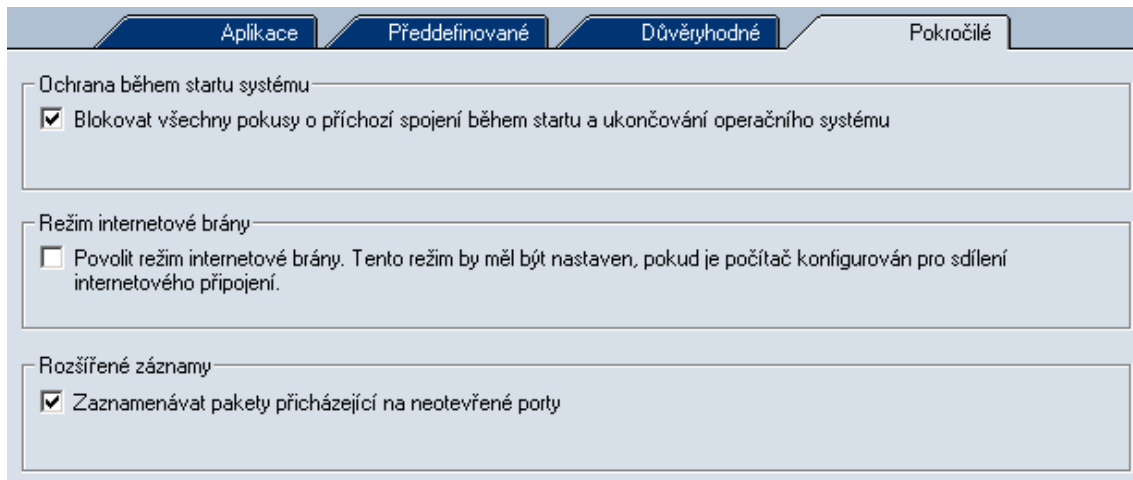 Aplikace Předdefinované Důvěryhodné Pokročilé
Ochrana během startu systému
Blokovat všechny pokusy o příchozí spojení během startu a ukončování operačního systému
Režim internetové brány
Povolit režim internetové brány. Tento režim by měl být nastaven, pokud je počítač konfigurován pro sdílení
internetového připojení.
Rozšířené záznamy
Zaznamenávat pakety přicházející na neotevřené porty